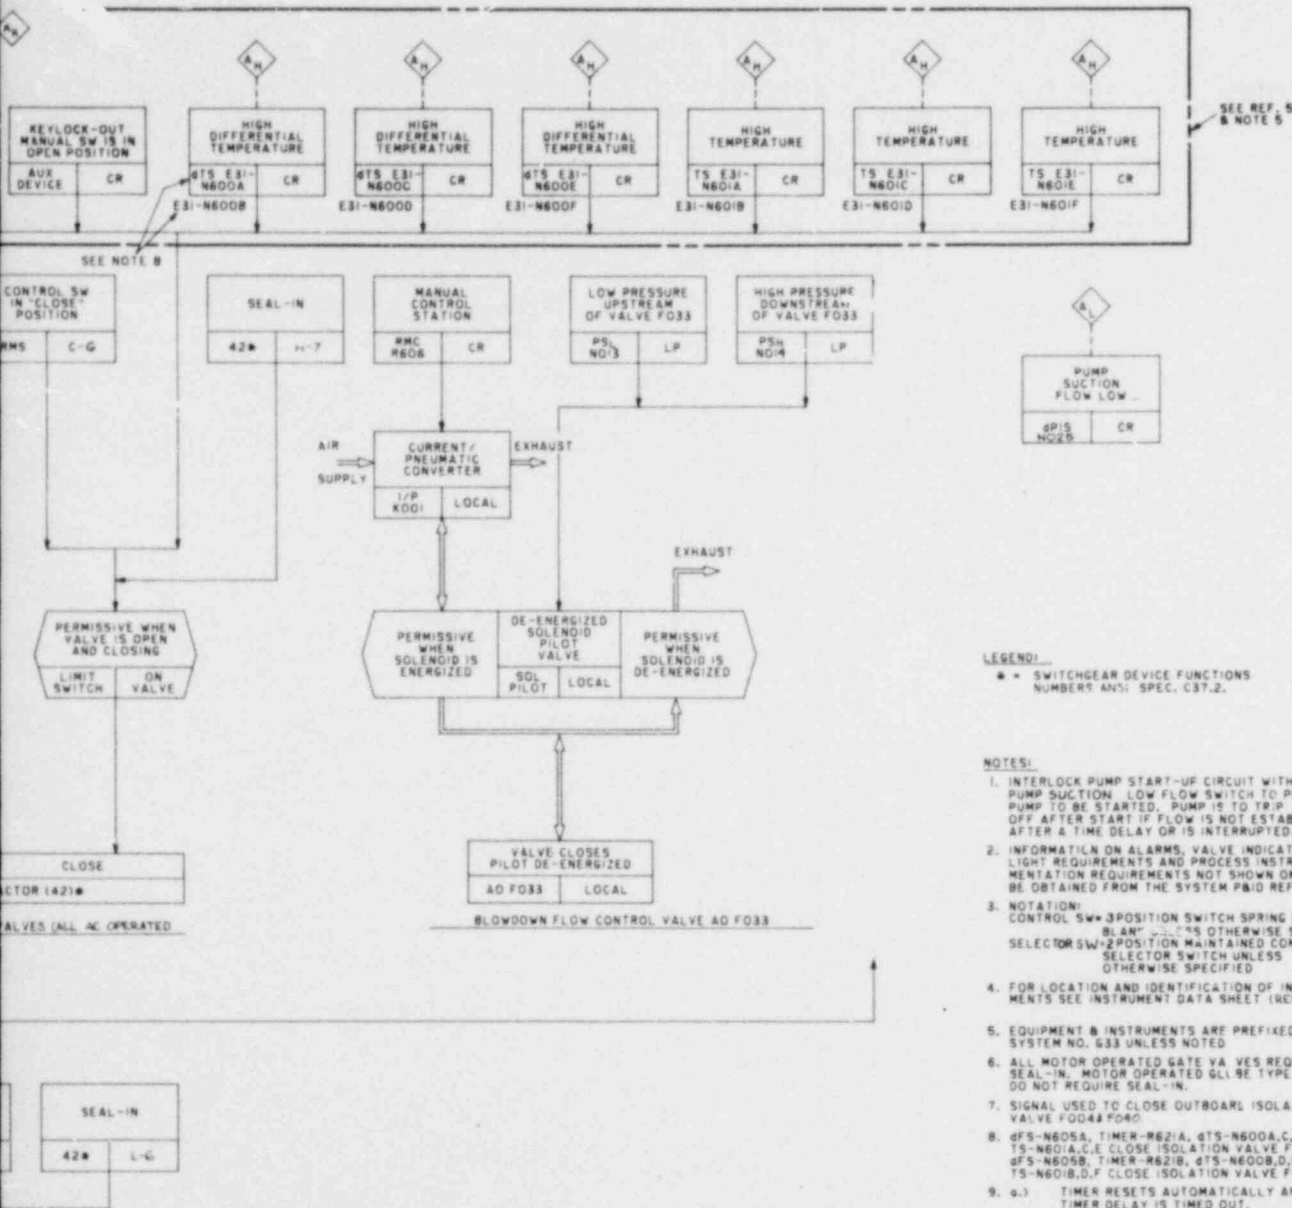 A H
A H
A H
A H
A H
A H
A H
SEE REF. 5
& NOTE 5
KEYLOCK-OUT
MANUAL SW IS IN
OPEN POSITION
AUX
DEVICE
CR
HIGH
DIFFERENTIAL
TEMPERATURE
dTS E31-
N600A
CR
E31-N600B
HIGH
DIFFERENTIAL
TEMPERATURE
dTS E31-
N600C
CR
E31-N600D
HIGH
DIFFERENTIAL
TEMPERATURE
dTS E31-
N600E
CR
E31-N600F
HIGH
TEMPERATURE
TS E31-
N601A
CR
E31-N601B
HIGH
TEMPERATURE
TS E31-
N601C
CR
E31-N601D
HIGH
TEMPERATURE
TS E31-
N601E
CR
E31-N601F
SEE NOTE 8
CONTROL SW
IN "CLOSE"
POSITION
RMS
C-G
SEAL-IN
42*
H-7
MANUAL
CONTROL
STATION
RMC
R606
CR
LOW PRESSURE
UPSTREAM
OF VALVE F033
PSL
N013
LP
HIGH PRESSURE
DOWNSTREAM
OF VALVE F033
PSH
N014
LP
A L
PUMP
SUCTION
FLOW LOW
dPIS
N025
CR
AIR
SUPPLY
CURRENT/
PNEUMATIC
CONVERTER
I/P
K001
LOCAL
EXHAUST
EXHAUST
PERMISSIVE WHEN
VALVE IS OPEN
AND CLOSING
LIMIT
SWITCH
ON
VALVE
PERMISSIVE
WHEN
SOLENOID IS
ENERGIZED
DE-ENERGIZED
SOLENOID
PILOT
VALVE
SOL
PILOT
LOCAL
PERMISSIVE
WHEN
SOLENOID IS
DE-ENERGIZED
CLOSE
ACTOR (42)*
VALVES (ALL AC OPERATED
VALVE CLOSES
PILOT DE-ENERGIZED
AO F033
LOCAL
BLOWDOWN FLOW CONTROL VALVE AO F033
SEAL-IN
42*
L-G
LEGEND:
* = SWITCHGEAR DEVICE FUNCTIONS
NUMBERS ANSI SPEC. C37.2.
NOTES:
1. INTERLOCK PUMP START-UP CIRCUIT WITH
PUMP SUCTION LOW FLOW SWITCH TO P
PUMP TO BE STARTED. PUMP IS TO TRIP
OFF AFTER START IF FLOW IS NOT ESTAB
AFTER A TIME DELAY OR IS INTERRUPTED
2. INFORMATION ON ALARMS, VALVE INDICAT
LIGHT REQUIREMENTS AND PROCESS INSTR
MENTATION REQUIREMENTS NOT SHOWN OR
BE OBTAINED FROM THE SYSTEM P&ID REF
3. NOTATION:
CONTROL SW= 3POSITION SWITCH SPRING
OTHERWISE S
SELECTOR SW=2POSITION MAINTAINED CON
SELECTOR SWITCH UNLESS
OTHERWISE SPECIFIED
4. FOR LOCATION AND IDENTIFICATION OF IN
MENTS SEE INSTRUMENT DATA SHEET (REF
5. EQUIPMENT & INSTRUMENTS ARE PREFIXED
SYSTEM NO. G33 UNLESS NOTED
6. ALL MOTOR OPERATED GATE VA VES REQ
SEAL-IN. MOTOR OPERATED GLOBE TYPE
DO NOT REQUIRE SEAL-IN.
7. SIGNAL USED TO CLOSE OUTBOARD ISOLA
VALVE F004& F040
8. dFS-N605A, TIMER-R621A, dTS-N600A,C,
TS-N601A,C,E CLOSE ISOLATION VALVE F
dFS-N605B, TIMER-R621B, dTS-N600B,D,
TS-N601B,D,F CLOSE ISOLATION VALVE F
9. a.) TIMER RESETS AUTOMATICALLY A
TIMER DELAY IS TIMED OUT.